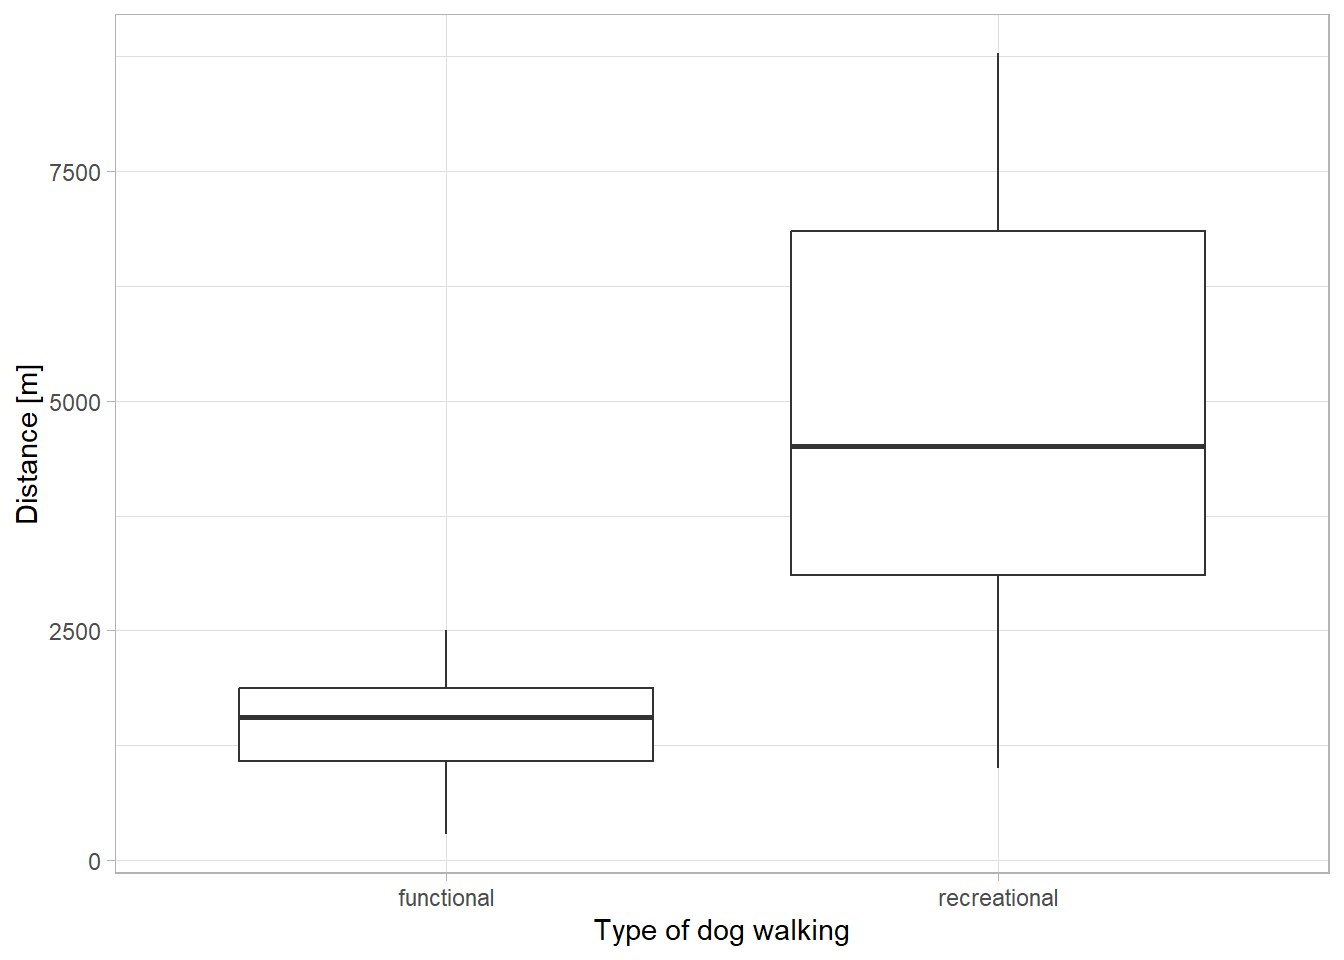 Distance [m]
7500
5000
2500
0
functional recreational
Type of dog walking